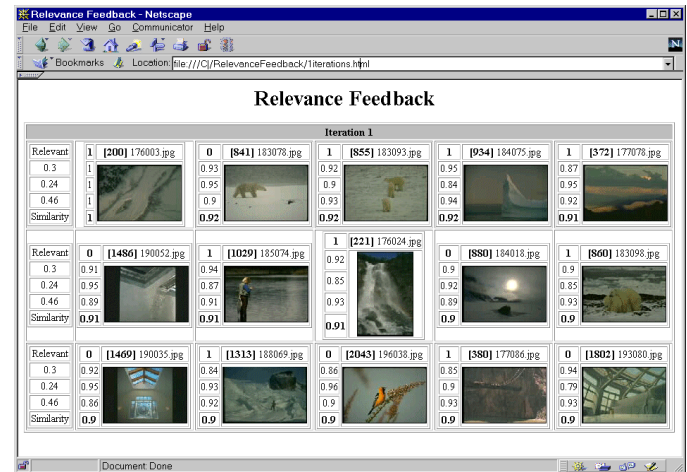 Relevance Feedback - Netscape
File Edit View Go Communicator Help
Bookmarks Location: file:///C|/RelevanceFeedback/1iterations.html
Relevance Feedback
Iteration 1
Relevant 1 [200] 176003.jpg 0 [841] 183078.jpg 1 [855] 183093.jpg 1 [934] 184075.jpg 1 [372] 177078.jpg
0.3 1 0.93 0.92 0.95 0.87
0.24 1 0.95 0.9 0.84 0.95
0.46 1 0.9 0.93 0.94 0.92
Similarity 1 0.92 0.92 0.92 0.91
Relevant 0 [1486] 190052.jpg 1 [1029] 185074.jpg 1 [221] 176024.jpg 0 [880] 184018.jpg 1 [860] 183098.jpg
0.3 0.91 0.94 0.92 0.9 0.9
0.24 0.95 0.87 0.85 0.92 0.85
0.46 0.89 0.91 0.93 0.89 0.93
Similarity 0.91 0.91 0.91 0.9 0.9
Relevant 0 [1469] 190035.jpg 1 [1313] 188069.jpg 0 [2043] 196038.jpg 1 [380] 177086.jpg 0 [1802] 193080.jpg
0.3 0.92 0.84 0.86 0.85 0.94
0.24 0.95 0.93 0.96 0.9 0.79
0.46 0.86 0.92 0.9 0.93 0.93
Similarity 0.9 0.9 0.9 0.9 0.9
Document: Done